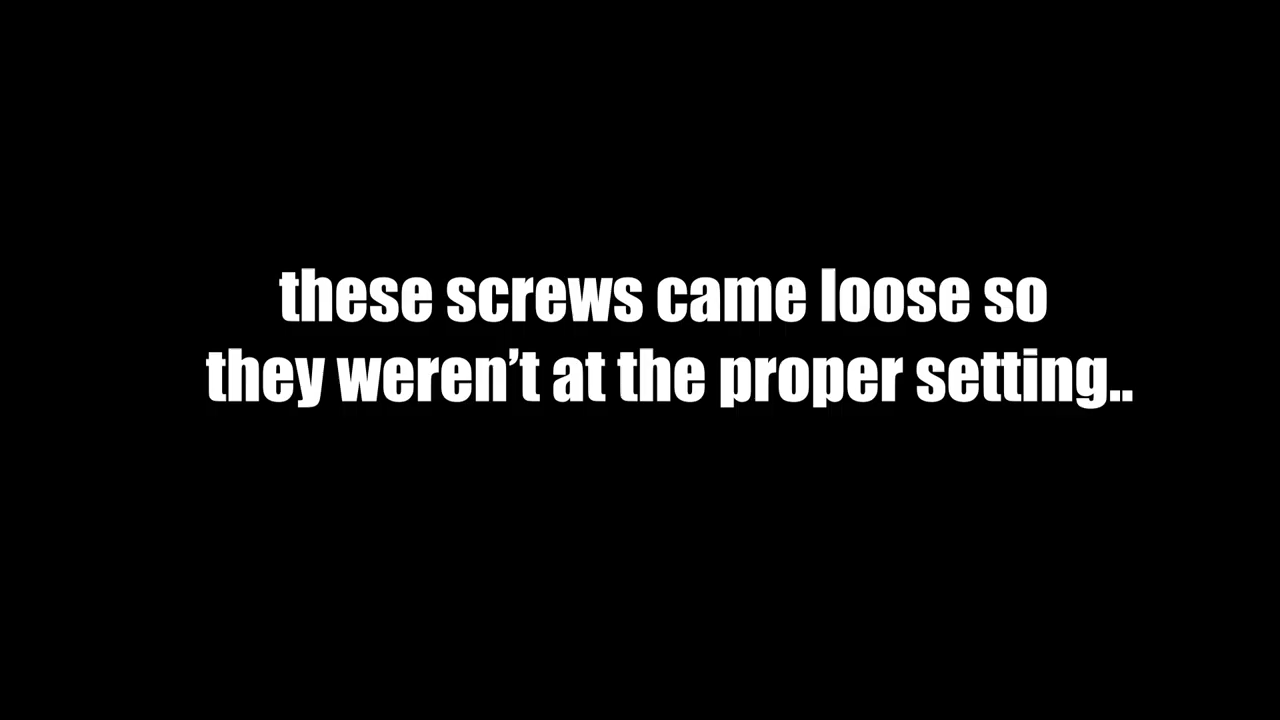 these screws came loose so
they weren’t at the proper setting..